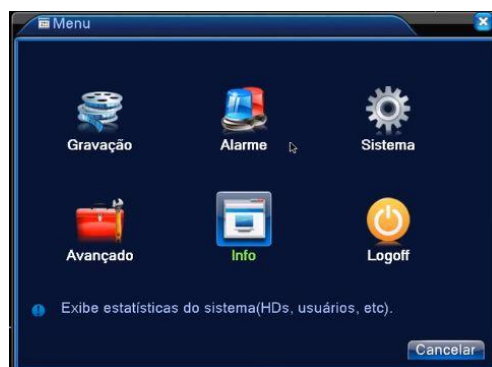 Menu
Gravação Alarme Sistema
Avançado Info Logoff
Exibe estatísticas do sistema(HDs, usuários, etc).
Cancelar